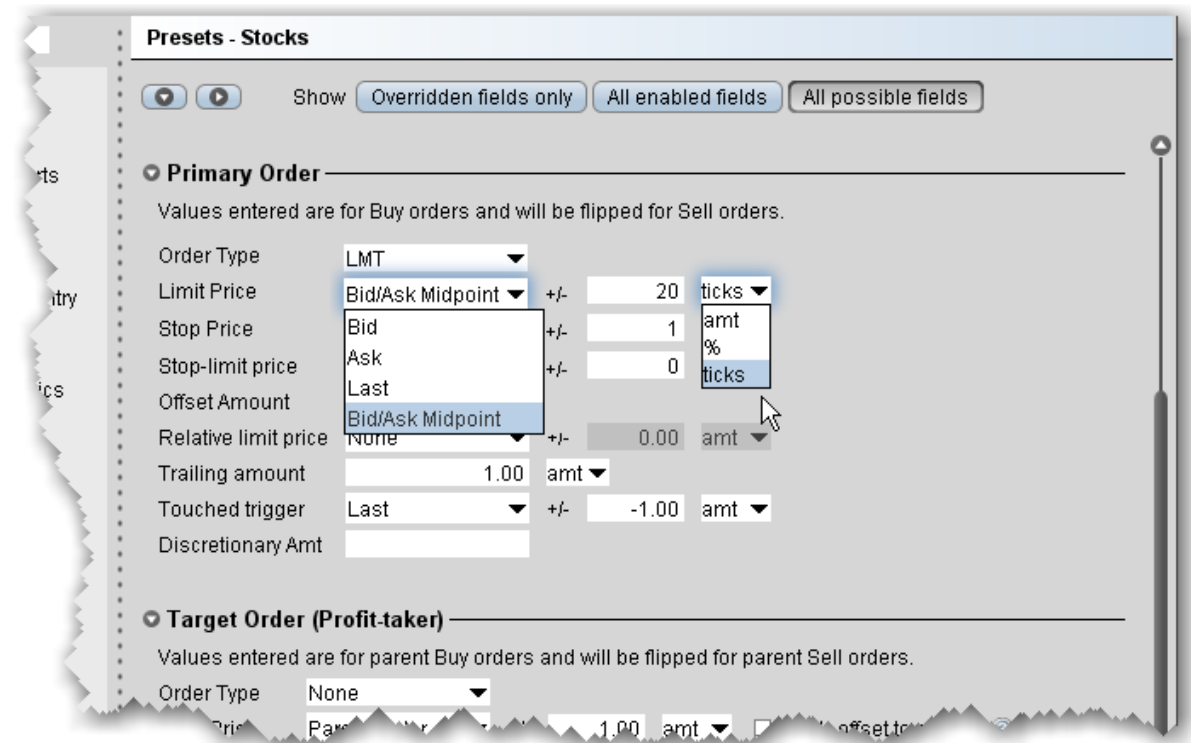 Presets - Stocks
Show Overridden fields only All enabled fields All possible fields
rts
Primary Order
Values entered are for Buy orders and will be flipped for Sell orders.
Order Type LMT
Limit Price Bid/Ask Midpoint +/- 20 ticks
ntry
Stop Price Bid +/- 1 amt
%
Stop-limit price Ask +/- 0 ticks
ics
Last
Offset Amount
Bid/Ask Midpoint
Relative limit price None +/- 0.00 amt
Trailing amount 1.00 amt
Touched trigger Last +/- -1.00 amt
Discretionary Amt
Target Order (Profit-taker)
Values entered are for parent Buy orders and will be flipped for parent Sell orders.
Order Type None
1.00 amt